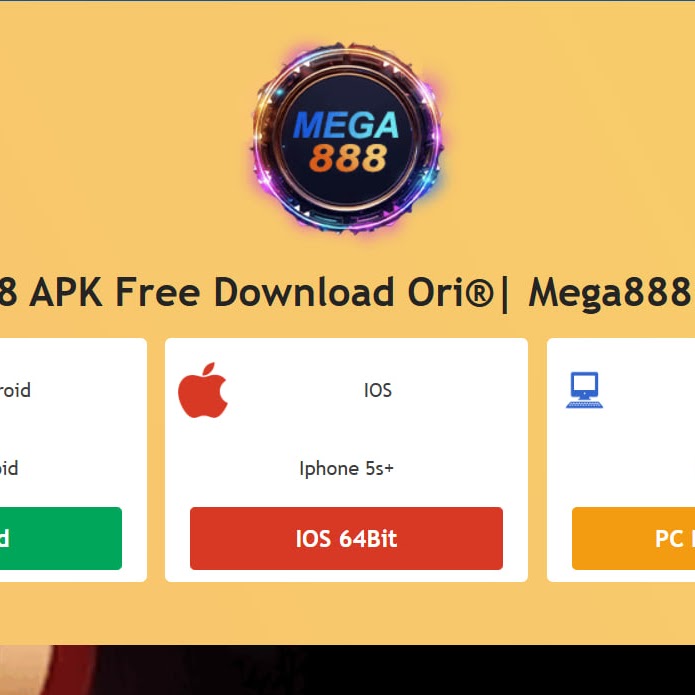 MEGA
888
8 APK Free Download Ori®| Mega888
roid
IOS
oid
Iphone 5s+
d
IOS 64Bit
PC